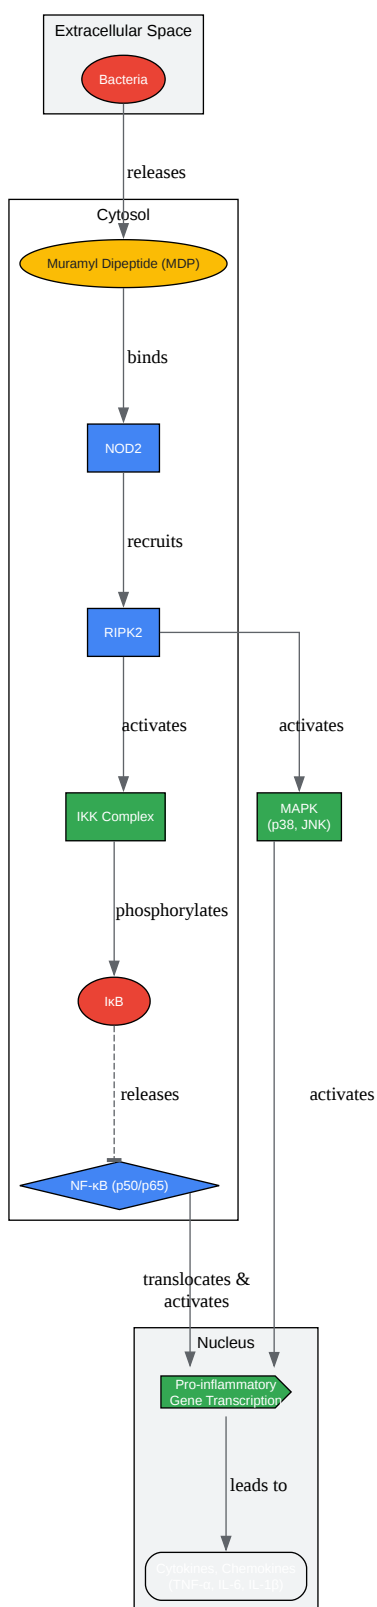 Extracellular Space
Bacteria
releases
Cytosol
Muramyl Dipeptide (MDP)
binds
NOD2
recruits
RIPK2
activates
activates
IKK Complex
MAPK
(p38, JNK)
phosphorylates
IκB
releases
activates
NF-κB (p50/p65)
translocates &
activates
Nucleus
Pro-inflammatory
Gene Transcription
leads to
Cytokines, Chemokines
(TNF-α, IL-6, IL-1β)